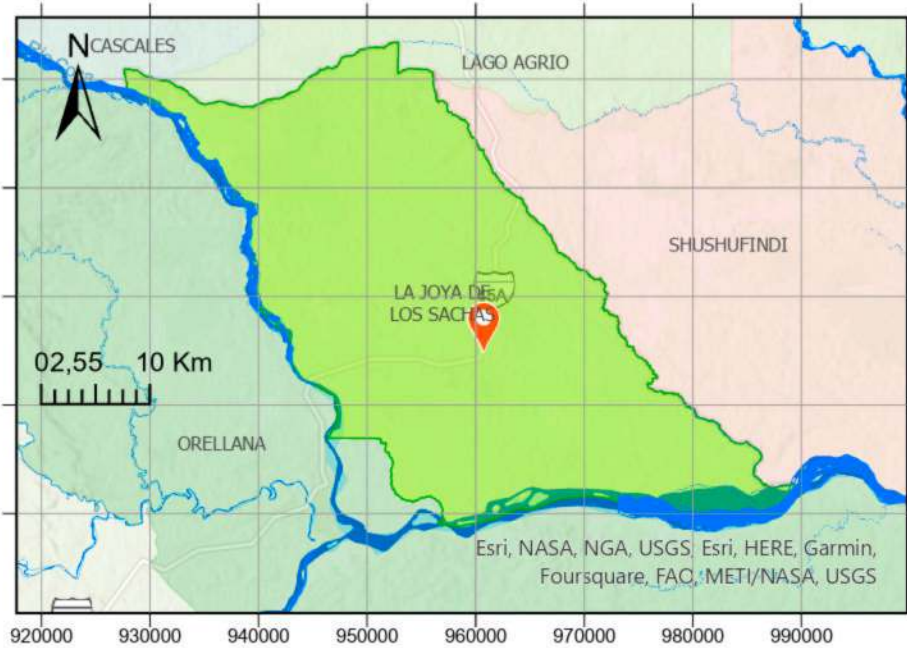 N
CASCALES
LAGO AGRIO
SHUSHUFINDI
LA JOYA DE
LOS SACHAS
02,55 10 Km
ORELLANA
Esri, NASA, NGA, USGS, Esri, HERE, Garmin,
Foursquare, FAO, METI/NASA, USGS
920000 930000 940000 950000 960000 970000 980000 990000